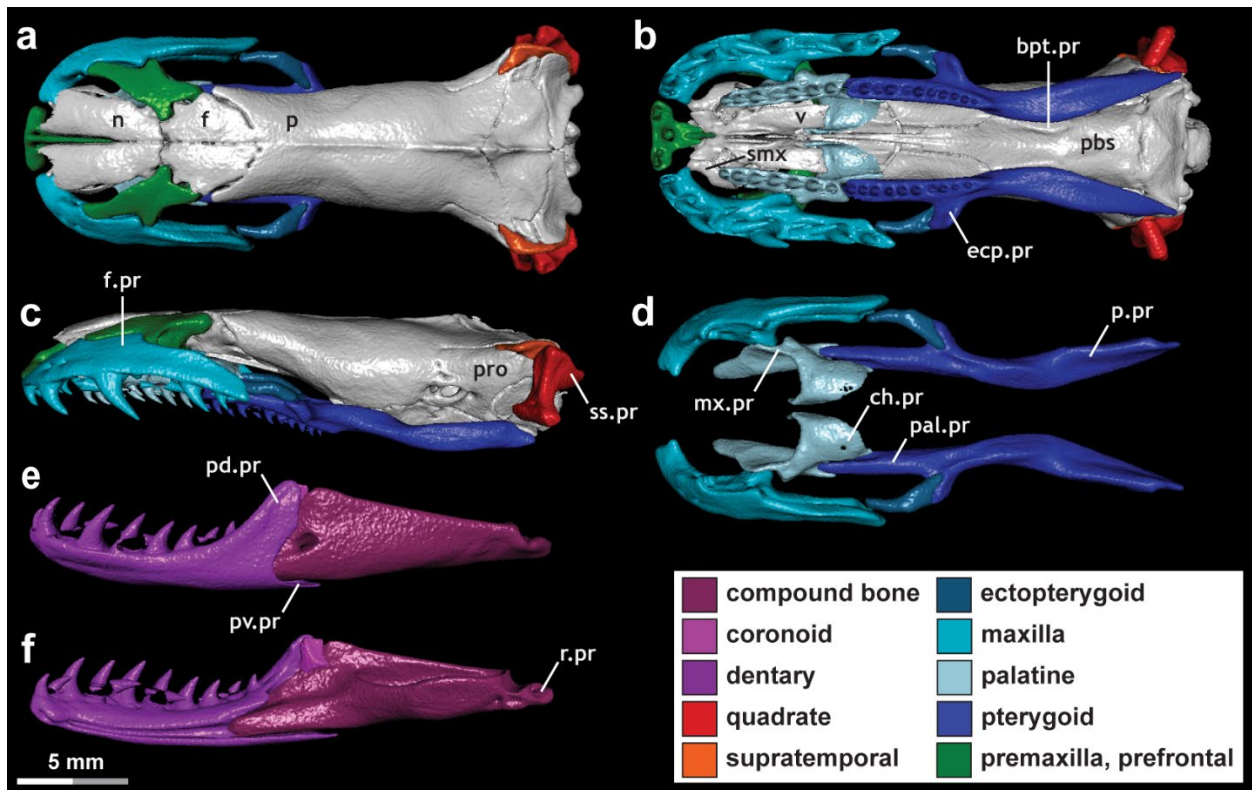 a
n
f
p
b
bpt.pr
v
pbs
smx
ecp.pr
f.pr
c
pro
ss.pr
d
p.pr
mx.pr
ch.pr
pal.pr
e
pd.pr
pv.pr
f
r.pr
5 mm
compound bone
coronoid
dentary
quadrate
supratemporal
ectopterygoid
maxilla
palatine
pterygoid
premaxilla, prefrontal